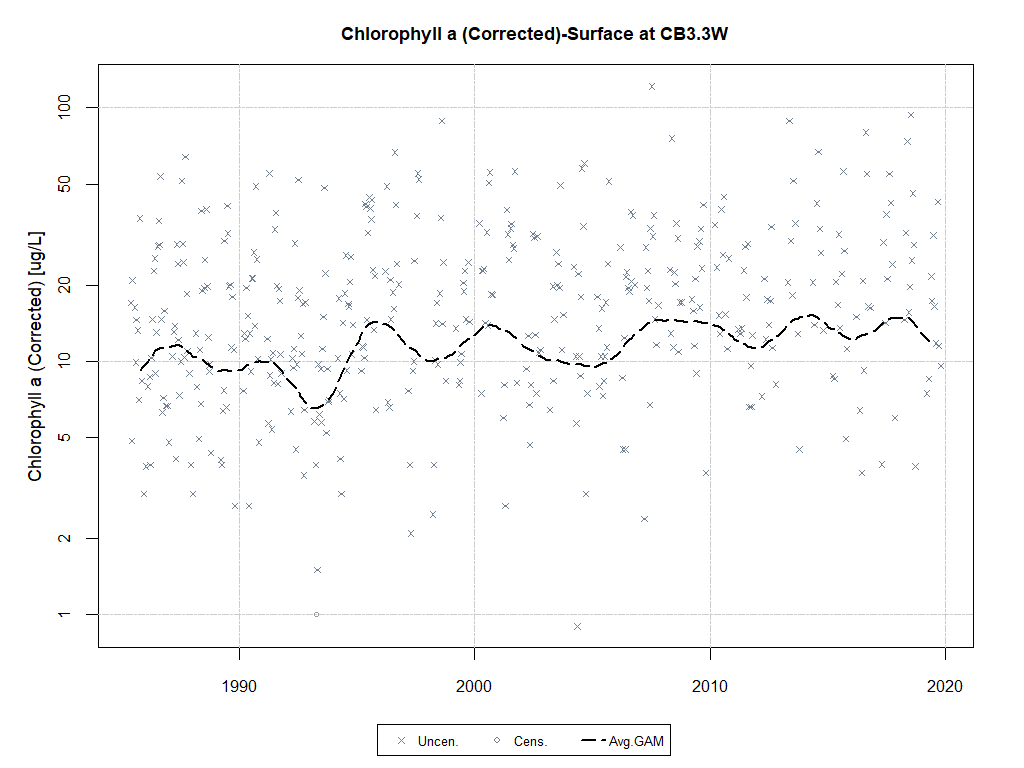 Chlorophyll a (Corrected)-Surface at CB3.3W
Chlorophyll a (Corrected) [ug/L]
100
50
20
10
5
2
1
1990
2000
2010
2020
Uncen.
Cens.
Avg.GAM